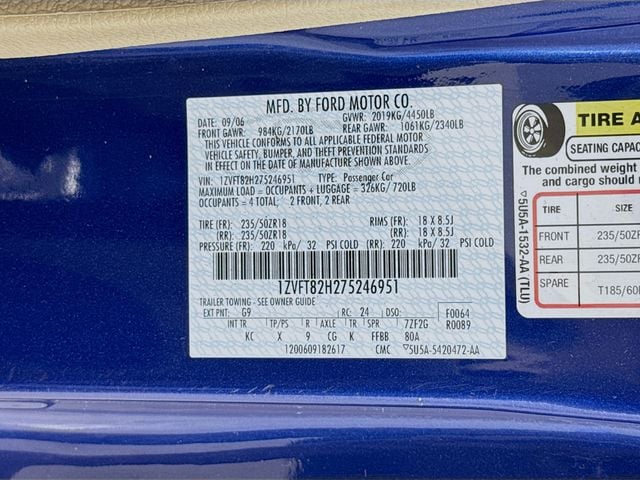 MFD. BY FORD MOTOR CO.
DATE: 09/06 GVWR: 2019KG/4450LB
FRONT GAWR: 984KG/2170LB REAR GAWR: 1061KG/2340LB
THIS VEHICLE CONFORMS TO ALL APPLICABLE FEDERAL MOTOR
VEHICLE SAFETY, BUMPER, AND THEFT PREVENTION STANDARDS
IN EFFECT ON THE DATE OF MANUFACTURE SHOWN ABOVE.
VIN: 1ZVFT82H275246951 TYPE: Passenger Car
MAXIMUM LOAD = OCCUPANTS + LUGGAGE = 326KG/720LB
OCCUPANTS = 4 TOTAL; 2 FRONT, 2 REAR
TIRE (FR): 235/50ZR18 RIMS (FR): 18 X 8.5J
(RR): 235/50ZR18 (RR): 18 X 8.5J
PRESSURE (FR): 220 kPa/ 32 PSI COLD (RR): 220 kPa/ 32 PSI COLD
1ZVFT82H275246951
TRAILER TOWING - SEE OWNER GUIDE
EXT PNT: G9 RC: 24 DSO: F0064
INT TR TP/PS R AXLE TR SPR 7ZF2G R0089
KC X 9 CG K FFBB 80A
1200609182617 CMC ▽5U5A-5420472-AA
TIRE A
SEATING CAPAC
The combined weight
and cargo should
TIRE SIZE
FRONT 235/50ZR
REAR 235/50ZR
SPARE T185/60
▽5U5A-1532-AA (TLU)